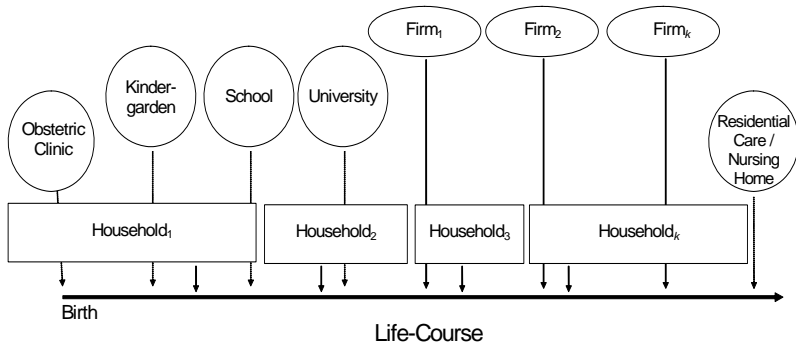 Firm₁
Firm₂
Firmₖ
Kinder-
garden
School
University
Obstetric
Clinic
Residential
Care /
Nursing
Home
Household₁
Household₂
Household₃
Householdₖ
Birth
Life-Course